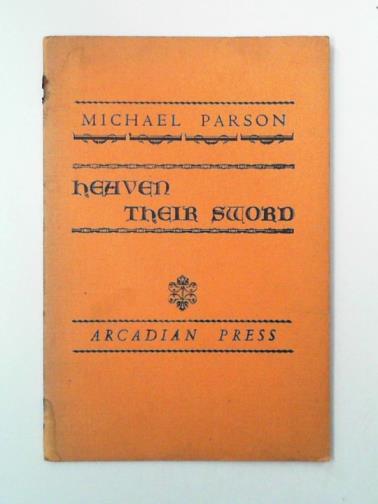 MICHAEL PARSON
HEAVEN
THEIR SWORD
ARCADIAN PRESS